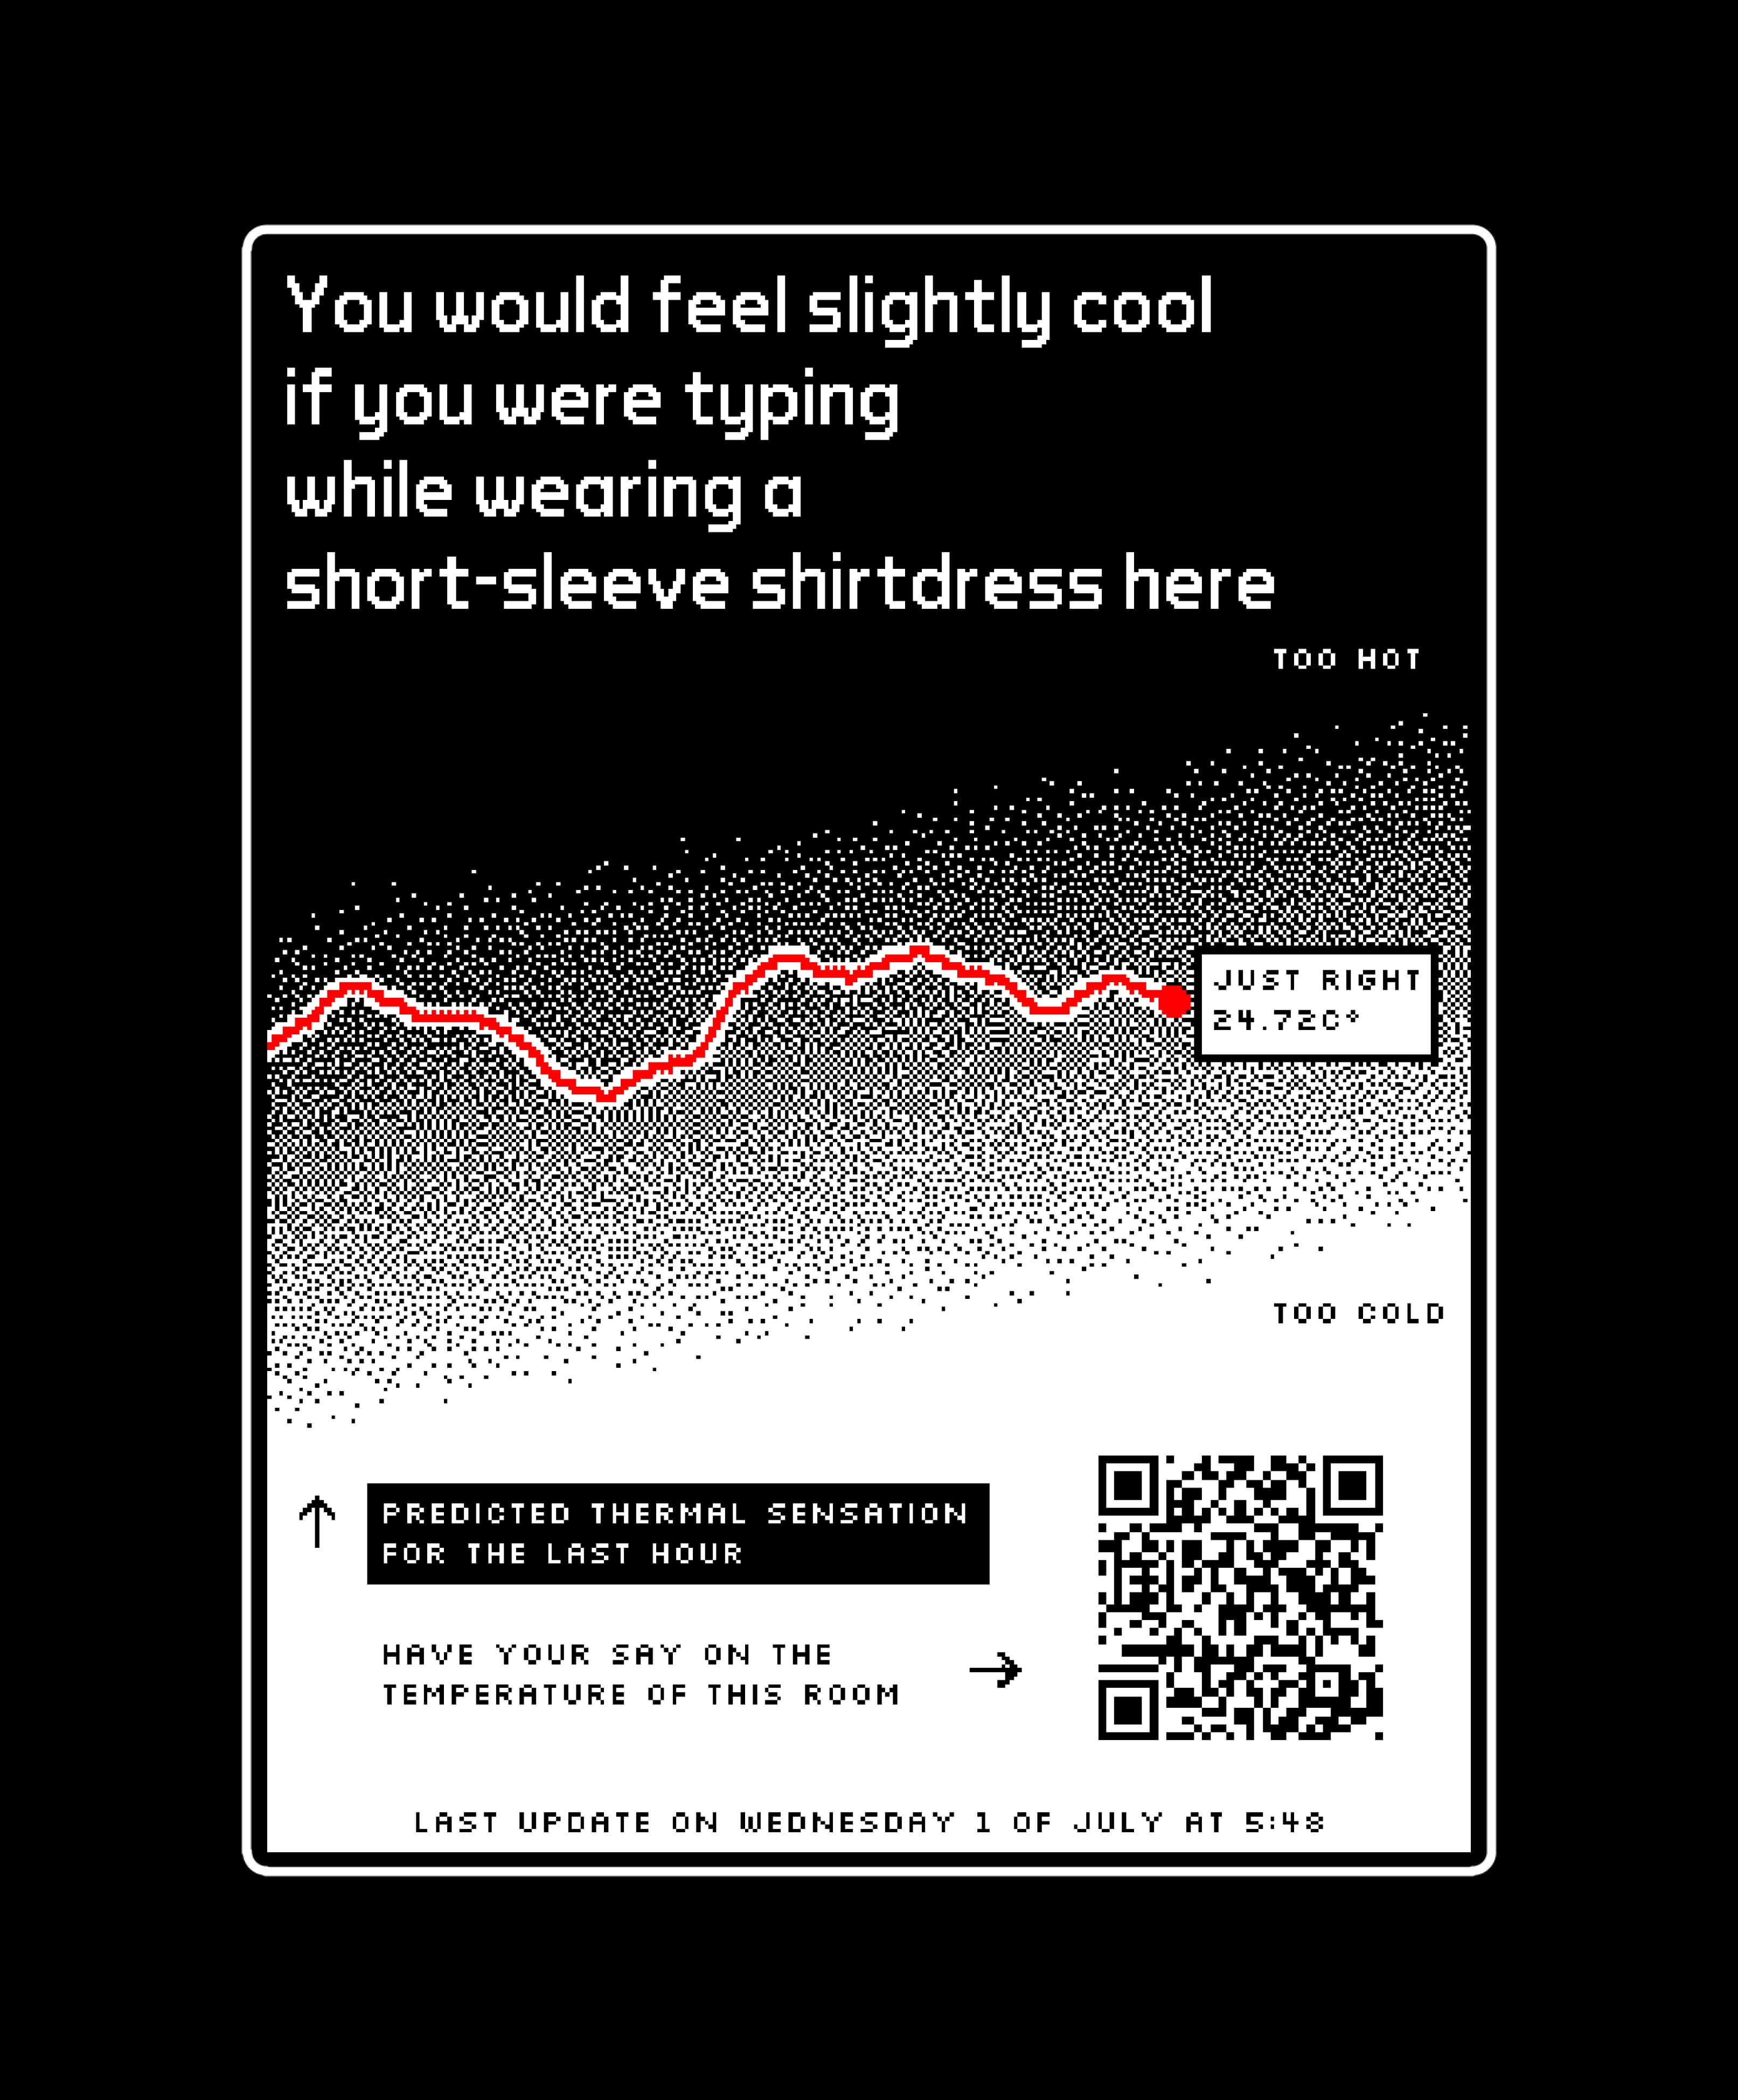 You would feel slightly cool
if you were typing
while wearing a
short-sleeve shirtdress here
TOO HOT
JUST RIGHT
24.72C°
TOO COLD
PREDICTED THERMAL SENSATION
FOR THE LAST HOUR
HAVE YOUR SAY ON THE
TEMPERATURE OF THIS ROOM
LAST UPDATE ON WEDNESDAY 1 OF JULY AT 5:48